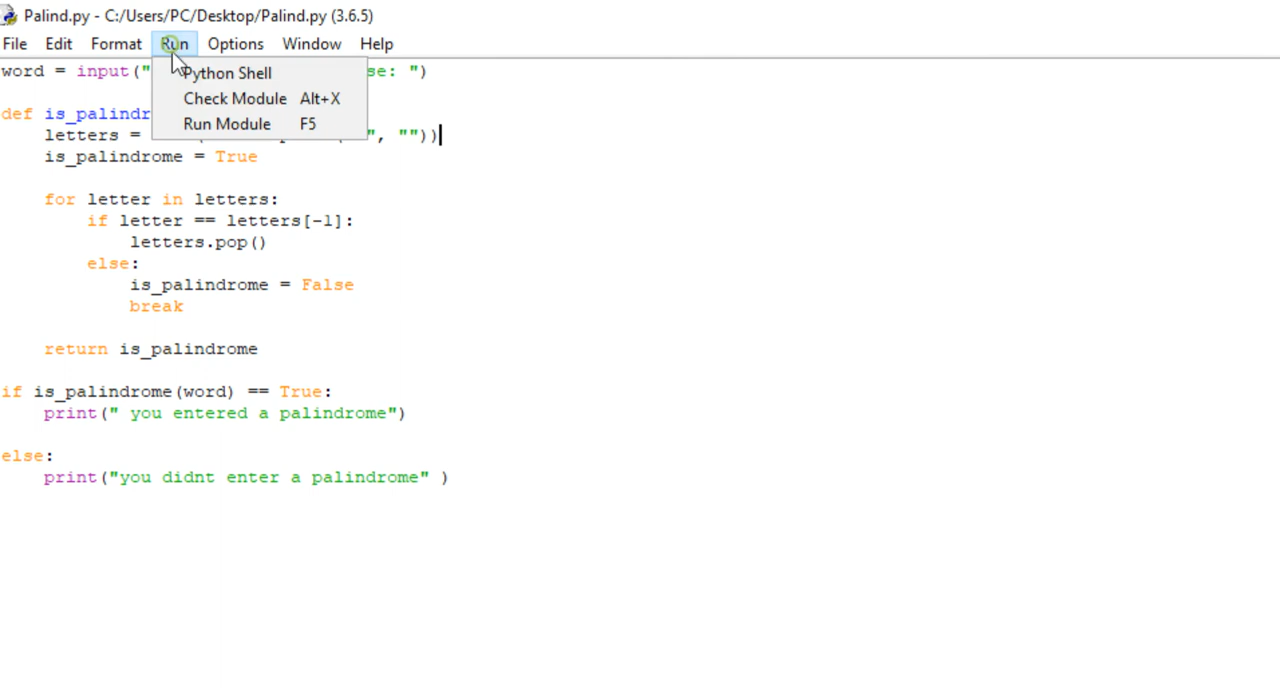 Palind.py - C:/Users/PC/Desktop/Palind.py (3.6.5)
File Edit Format Run Options Window Help
word = input(" se: ")
Python Shell
Check Module Alt+X
def is_palindr
Run Module F5
letters = ", ""))
is_palindrome = True
for letter in letters:
if letter == letters[-1]:
letters.pop()
else:
is_palindrome = False
break
return is_palindrome
if is_palindrome(word) == True:
print(" you entered a palindrome")
else:
print("you didnt enter a palindrome" )